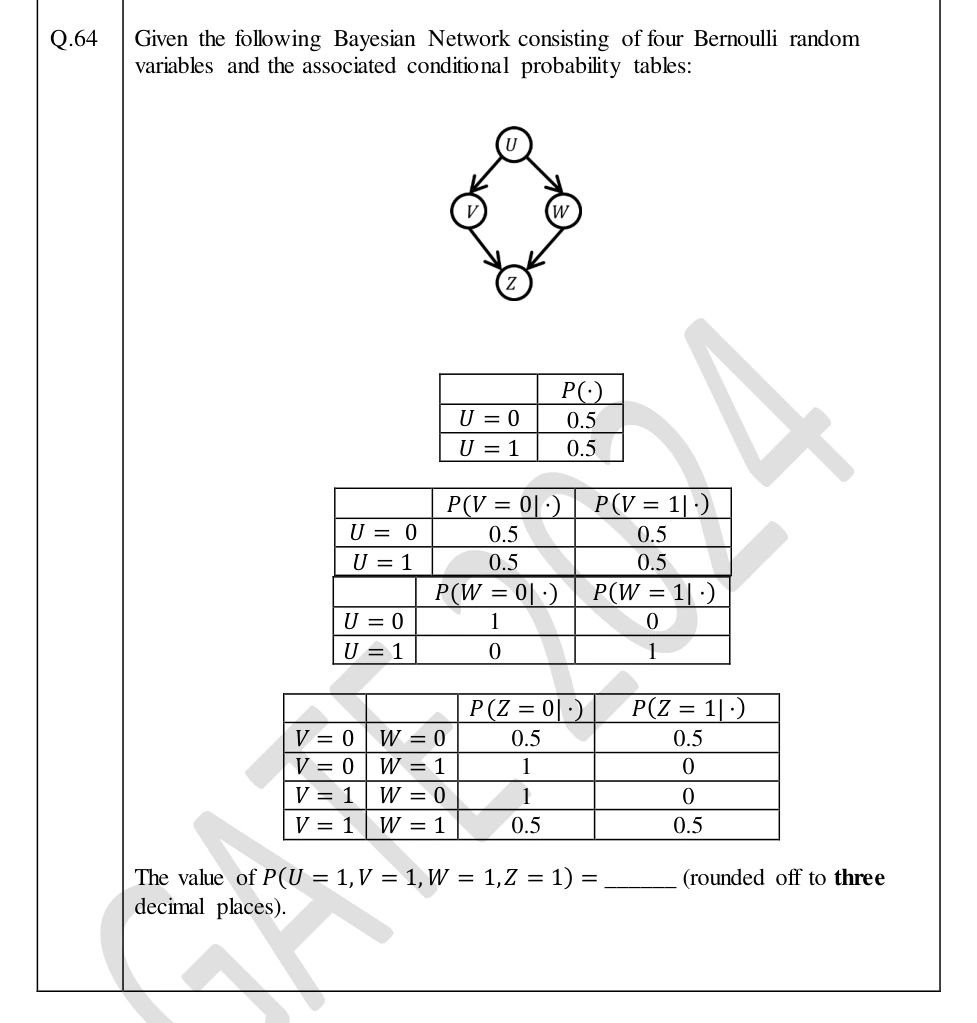 Q.64 Given the following Bayesian Network consisting of four Bernoulli random
variables and the associated conditional probability tables:
U
V W
Z
P(·)
U = 0 0.5
U = 1 0.5
P(V = 0| ·) P(V = 1| ·)
U = 0 0.5 0.5
U = 1 0.5 0.5
P(W = 0| ·) P(W = 1| ·)
U = 0 1 0
U = 1 0 1
P(Z = 0| ·) P(Z = 1| ·)
V = 0 W = 0 0.5 0.5
V = 0 W = 1 1 0
V = 1 W = 0 1 0
V = 1 W = 1 0.5 0.5
The value of P(U = 1, V = 1, W = 1, Z = 1) = ______ (rounded off to three
decimal places).
GATE 2024